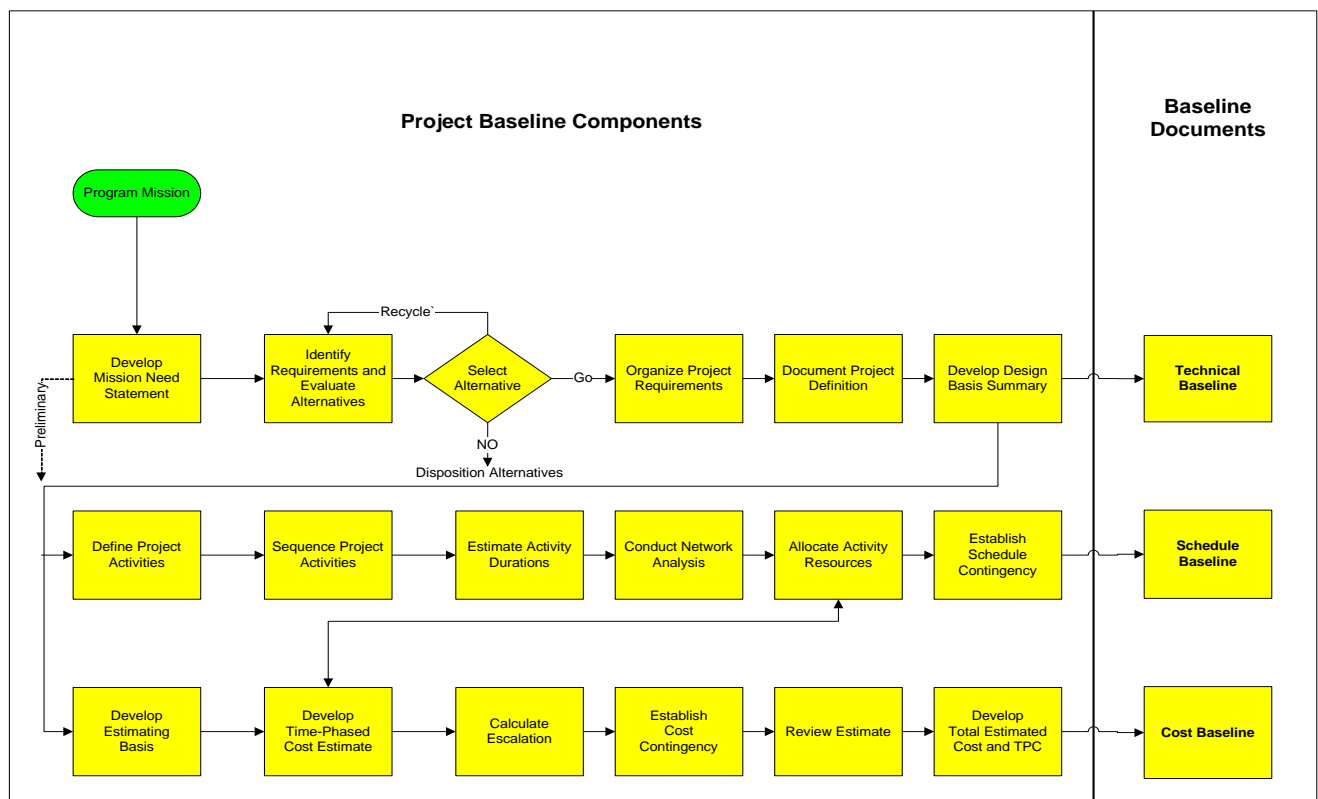 Project Baseline Components
Baseline
Documents
Program Mission
Recycle`
Develop
Mission Need
Statement
Identify
Requirements and
Evaluate
Alternatives
Select
Alternative
Go
Organize Project
Requirements
Document Project
Definition
Develop Design
Basis Summary
Technical
Baseline
Preliminary
NO
Disposition Alternatives
Define Project
Activities
Sequence Project
Activities
Estimate Activity
Durations
Conduct Network
Analysis
Allocate Activity
Resources
Establish
Schedule
Contingency
Schedule
Baseline
Develop
Estimating
Basis
Develop
Time-Phased
Cost Estimate
Calculate
Escalation
Establish
Cost
Contingency
Review Estimate
Develop
Total Estimated
Cost and TPC
Cost Baseline